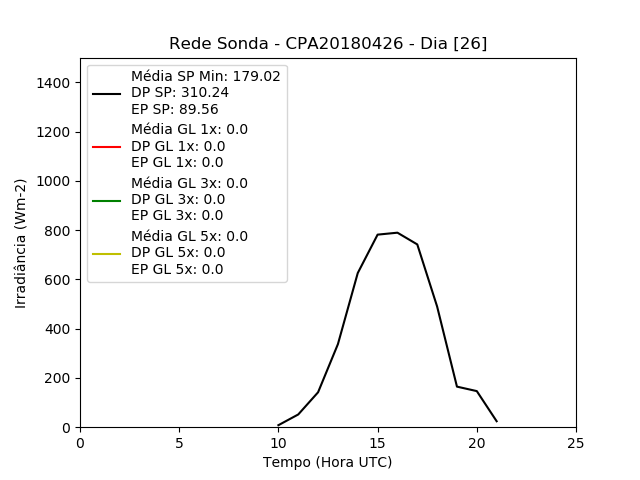 Rede Sonda - CPA20180426 - Dia [26]
Irradiância (Wm-2)
1400
1200
1000
800
600
400
200
0
Média SP Min: 179.02
DP SP: 310.24
EP SP: 89.56
Média GL 1x: 0.0
DP GL 1x: 0.0
EP GL 1x: 0.0
Média GL 3x: 0.0
DP GL 3x: 0.0
EP GL 3x: 0.0
Média GL 5x: 0.0
DP GL 5x: 0.0
EP GL 5x: 0.0
0 5 10 15 20 25
Tempo (Hora UTC)